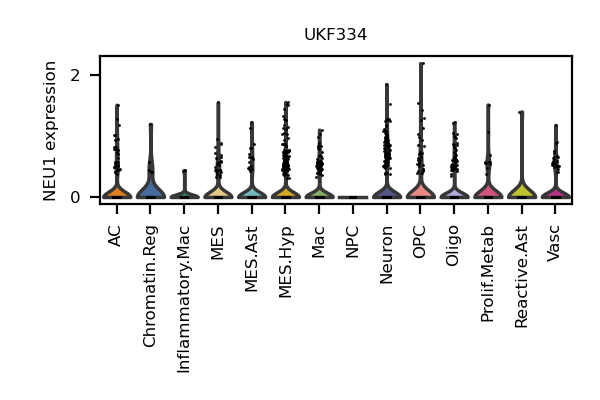 UKF334
NEU1 expression
2
0
AC
Chromatin.Reg
Inflammatory.Mac
MES
MES.Ast
MES.Hyp
Mac
NPC
Neuron
OPC
Oligo
Prolif.Metab
Reactive.Ast
Vasc